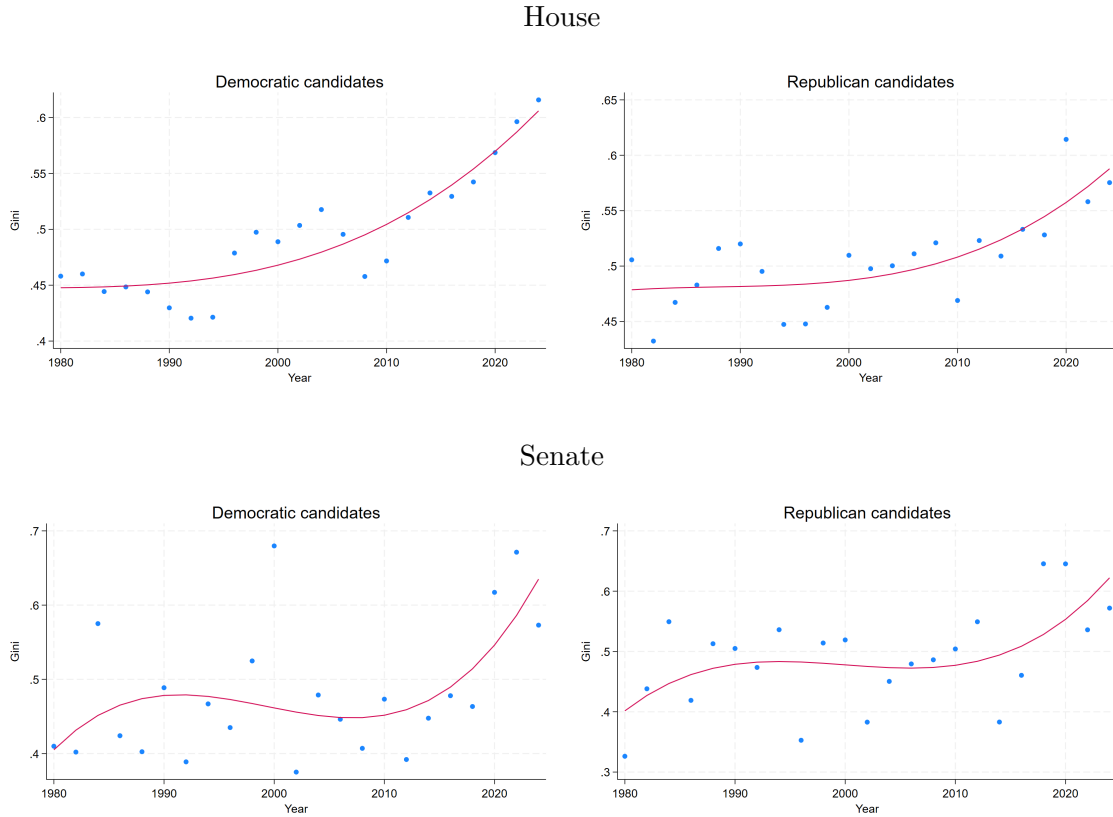 House
Democratic candidates
.6
.55
.5
.45
.4
Gini
1980
1990
2000
2010
2020
Year
Republican candidates
.65
.6
.55
.5
.45
Gini
1980
1990
2000
2010
2020
Year
Senate
Democratic candidates
.7
.6
.5
.4
Gini
1980
1990
2000
2010
2020
Year
Republican candidates
.7
.6
.5
.4
.3
Gini
1980
1990
2000
2010
2020
Year